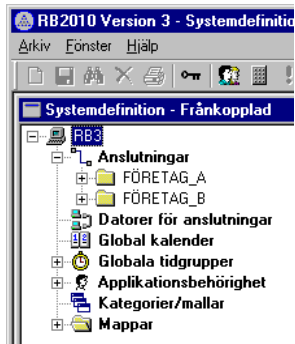 RB2010 Version 3 - Systemdefinitio
Arkiv Fönster Hjälp
Systemdefinition - Frånkopplad
RB3
Anslutningar
FÖRETAG_A
FÖRETAG_B
Datorer för anslutningar
Global kalender
Globala tidgrupper
Applikationsbehörighet
Kategorier/mallar
Mappar